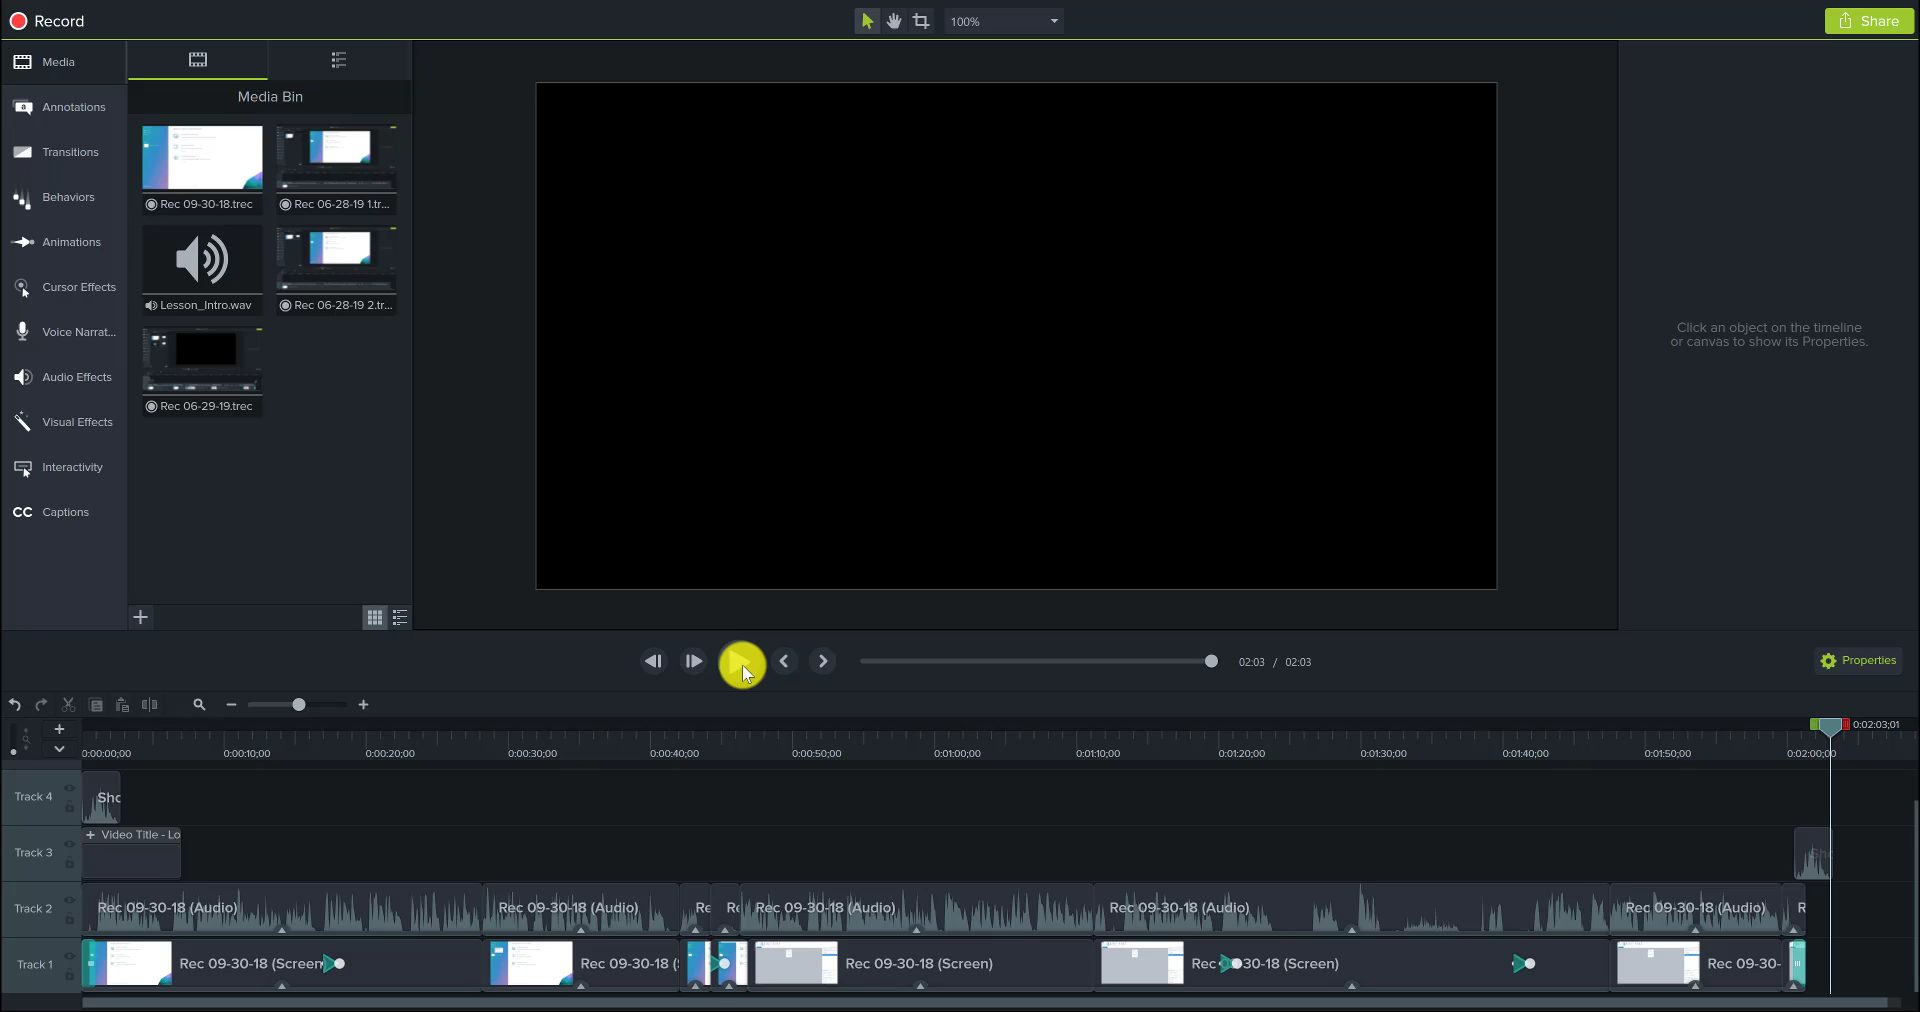 Record
100%
Share
Media
Media Bin
Annotations
Transitions
Behaviors
Animations
Cursor Effects
Voice Narrat...
Audio Effects
Visual Effects
Interactivity
CC Captions
Rec 09-30-18.trec
Rec 06-28-19 1.tr...
Lesson_Intro.wav
Rec 06-28-19 2.tr...
Rec 06-29-19.trec
Click an object on the timeline
or canvas to show its Properties.
02:03 / 02:03
Properties
0:02:03;01
0:00:00;00 0:00:10;00 0:00:20;00 0:00:30;00 0:00:40;00 0:00:50;00 0:01:00;00 0:01:10;00 0:01:20;00 0:01:30;00 0:01:40;00 0:01:50;00 0:02:00;00
Track 4 Shc
Track 3 + Video Title - Lo
Track 2 Rec 09-30-18 (Audio) Rec 09-30-18 (Audio) Re Re Rec 09-30-18 (Audio) Rec 09-30-18 (Audio) Rec 09-30-18 (Audio) R
Track 1 Rec 09-30-18 (Screen Rec 09-30-18 ( Rec 09-30-18 (Screen) Rec 30-18 (Screen) Rec 09-30-